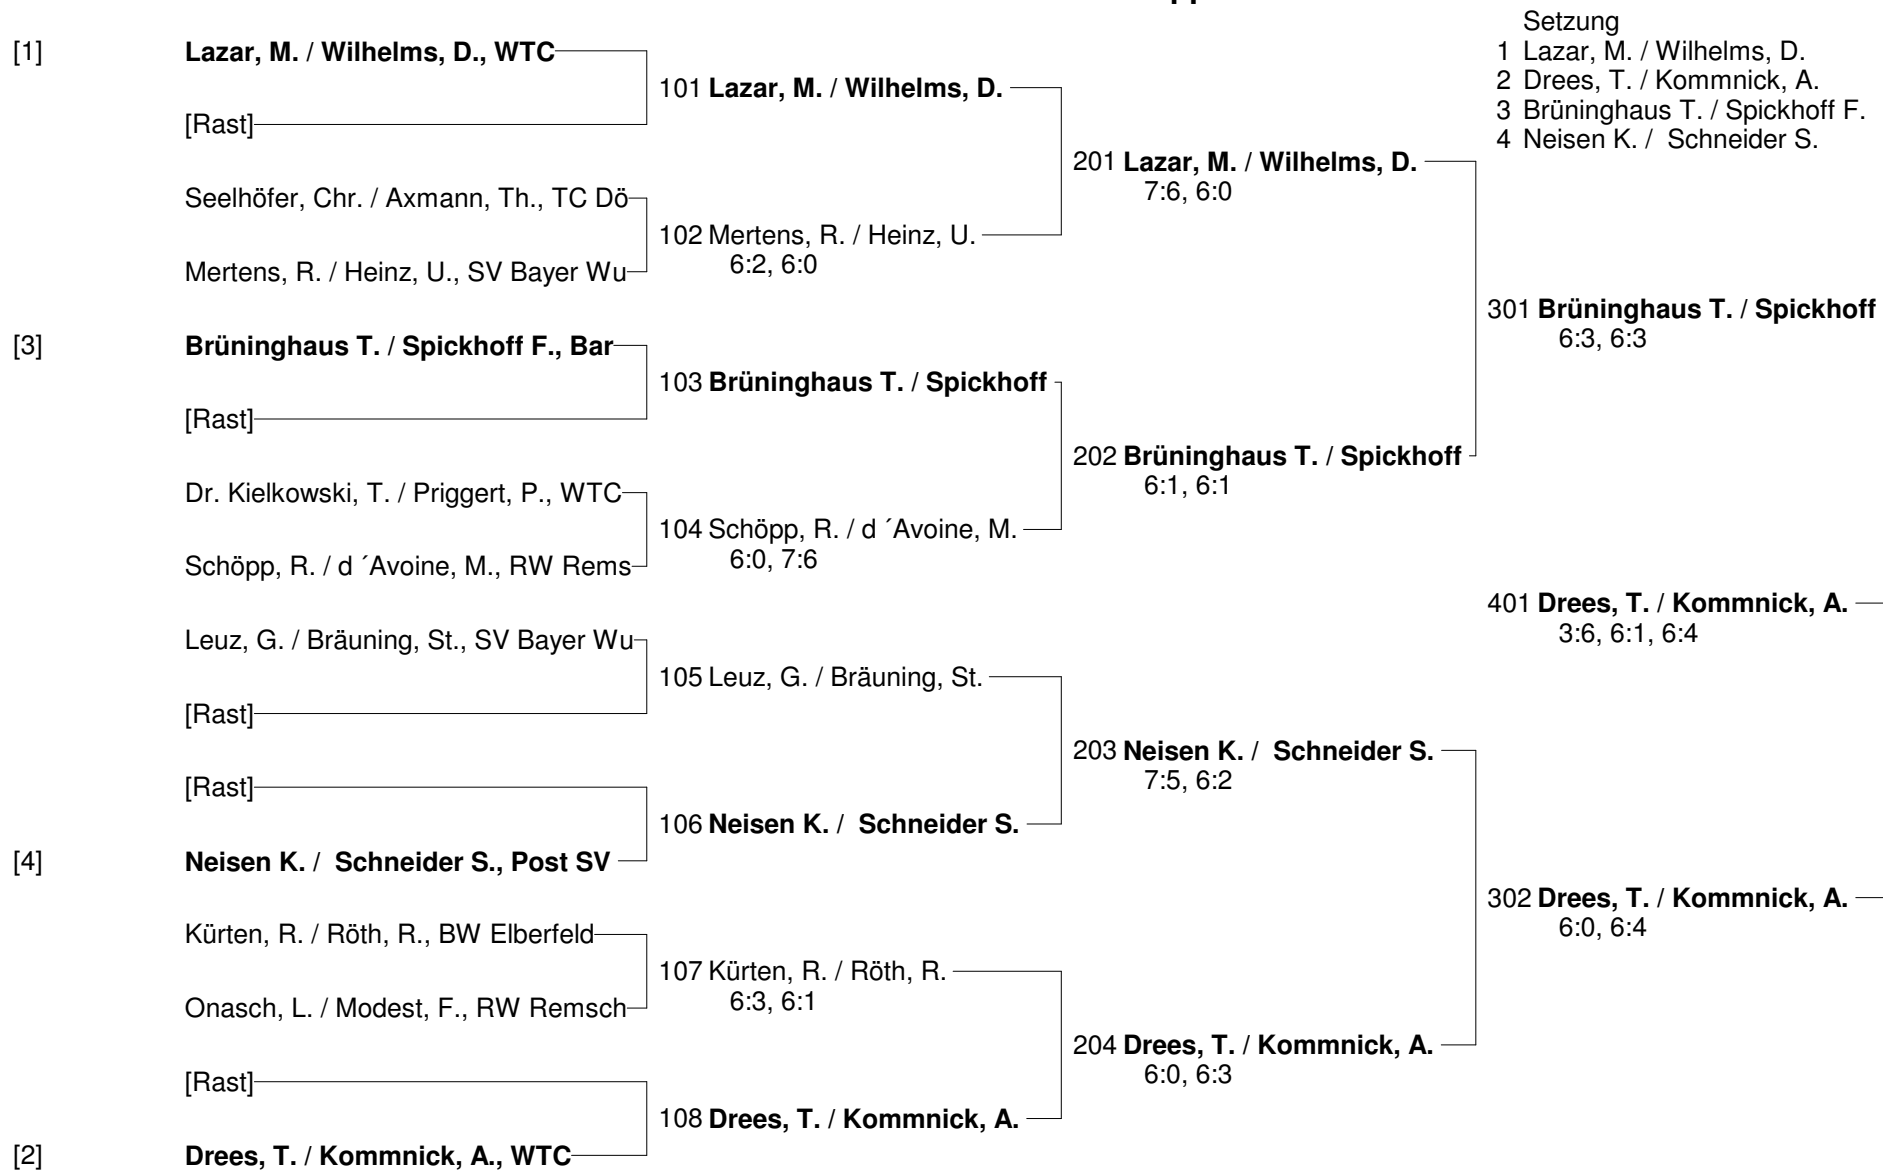 [1]
Lazar, M. / Wilhelms, D., WTC
[Rast]
Seelhöfer, Chr. / Axmann, Th., TC Dö
Mertens, R. / Heinz, U., SV Bayer Wu
[3]
Brüninghaus T. / Spickhoff F., Bar
[Rast]
Dr. Kielkowski, T. / Priggert, P., WTC
Schöpp, R. / d ´Avoine, M., RW Rems
Leuz, G. / Bräuning, St., SV Bayer Wu
[Rast]
[Rast]
[4]
Neisen K. / Schneider S., Post SV
Kürten, R. / Röth, R., BW Elberfeld
Onasch, L. / Modest, F., RW Remsch
[Rast]
[2]
Drees, T. / Kommnick, A., WTC
101 Lazar, M. / Wilhelms, D.
102 Mertens, R. / Heinz, U.
6:2, 6:0
103 Brüninghaus T. / Spickhoff
104 Schöpp, R. / d ´Avoine, M.
6:0, 7:6
105 Leuz, G. / Bräuning, St.
106 Neisen K. / Schneider S.
107 Kürten, R. / Röth, R.
6:3, 6:1
108 Drees, T. / Kommnick, A.
201 Lazar, M. / Wilhelms, D.
7:6, 6:0
202 Brüninghaus T. / Spickhoff
6:1, 6:1
203 Neisen K. / Schneider S.
7:5, 6:2
204 Drees, T. / Kommnick, A.
6:0, 6:3
Setzung
1 Lazar, M. / Wilhelms, D.
2 Drees, T. / Kommnick, A.
3 Brüninghaus T. / Spickhoff F.
4 Neisen K. / Schneider S.
301 Brüninghaus T. / Spickhoff
6:3, 6:3
401 Drees, T. / Kommnick, A.
3:6, 6:1, 6:4
302 Drees, T. / Kommnick, A.
6:0, 6:4